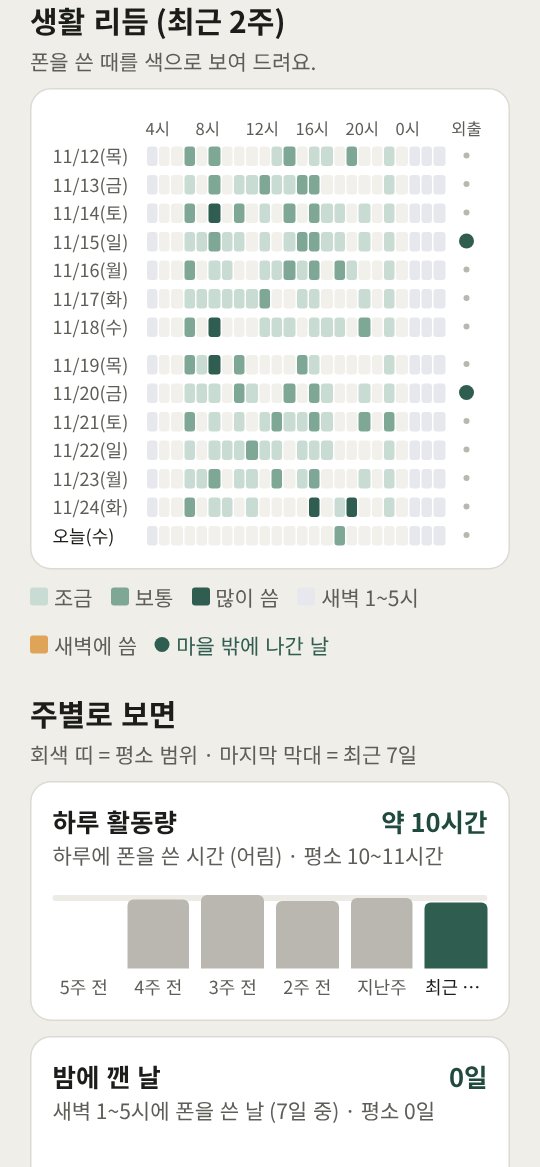 생활 리듬 (최근 2주)
폰을 쓴 때를 색으로 보여 드려요.
4시 8시 12시 16시 20시 0시 외출
11/12(목)
11/13(금)
11/14(토)
11/15(일)
11/16(월)
11/17(화)
11/18(수)
11/19(목)
11/20(금)
11/21(토)
11/22(일)
11/23(월)
11/24(화)
오늘(수)
조금 보통 많이 씀 새벽 1~5시
새벽에 씀 마을 밖에 나간 날
주별로 보면
회색 띠 = 평소 범위 · 마지막 막대 = 최근 7일
하루 활동량 약 10시간
하루에 폰을 쓴 시간 (어림) · 평소 10~11시간
5주 전 4주 전 3주 전 2주 전 지난주 최근 …
밤에 깬 날 0일
새벽 1~5시에 폰을 쓴 날 (7일 중) · 평소 0일